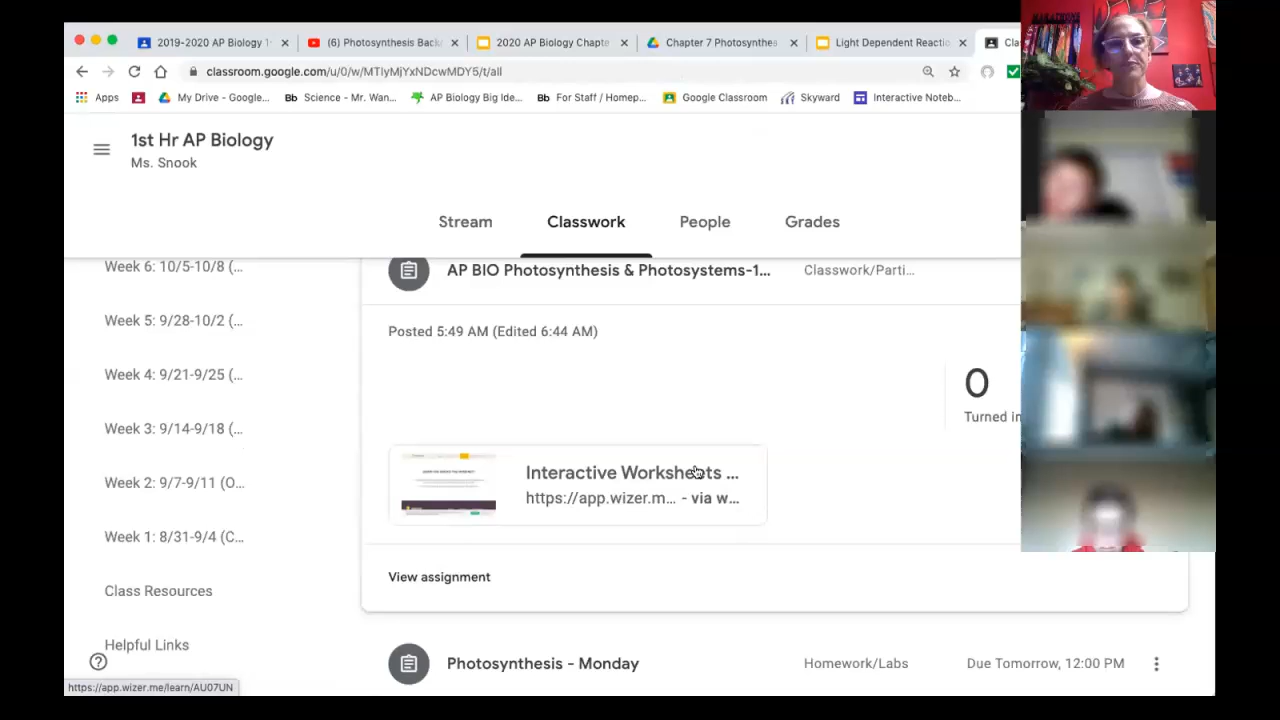 2019-2020 AP Biology 1
(6) Photosynthesis Back
2020 AP Biology Chapte
Chapter 7 Photosynthes
Light Dependent Reactio
Cla
classroom.google.com/u/0/w/MTIyMjYxNDcwMDY5/t/all
Apps
My Drive - Google...
Bb Science - Mr. Wan...
AP Biology Big Ide...
Bb For Staff / Homep...
Google Classroom
Skyward
Interactive Noteb...
1st Hr AP Biology
Ms. Snook
Stream
Classwork
People
Grades
Week 6: 10/5-10/8 (...
Week 5: 9/28-10/2 (...
Week 4: 9/21-9/25 (...
Week 3: 9/14-9/18 (...
Week 2: 9/7-9/11 (O...
Week 1: 8/31-9/4 (C...
Class Resources
Helpful Links
AP BIO Photosynthesis & Photosystems-1...
Classwork/Parti...
Posted 5:49 AM (Edited 6:44 AM)
0
Turned in
Interactive Worksheets ...
https://app.wizer.m... - via w...
View assignment
Photosynthesis - Monday
Homework/Labs
Due Tomorrow, 12:00 PM
https://app.wizer.me/learn/AU07UN